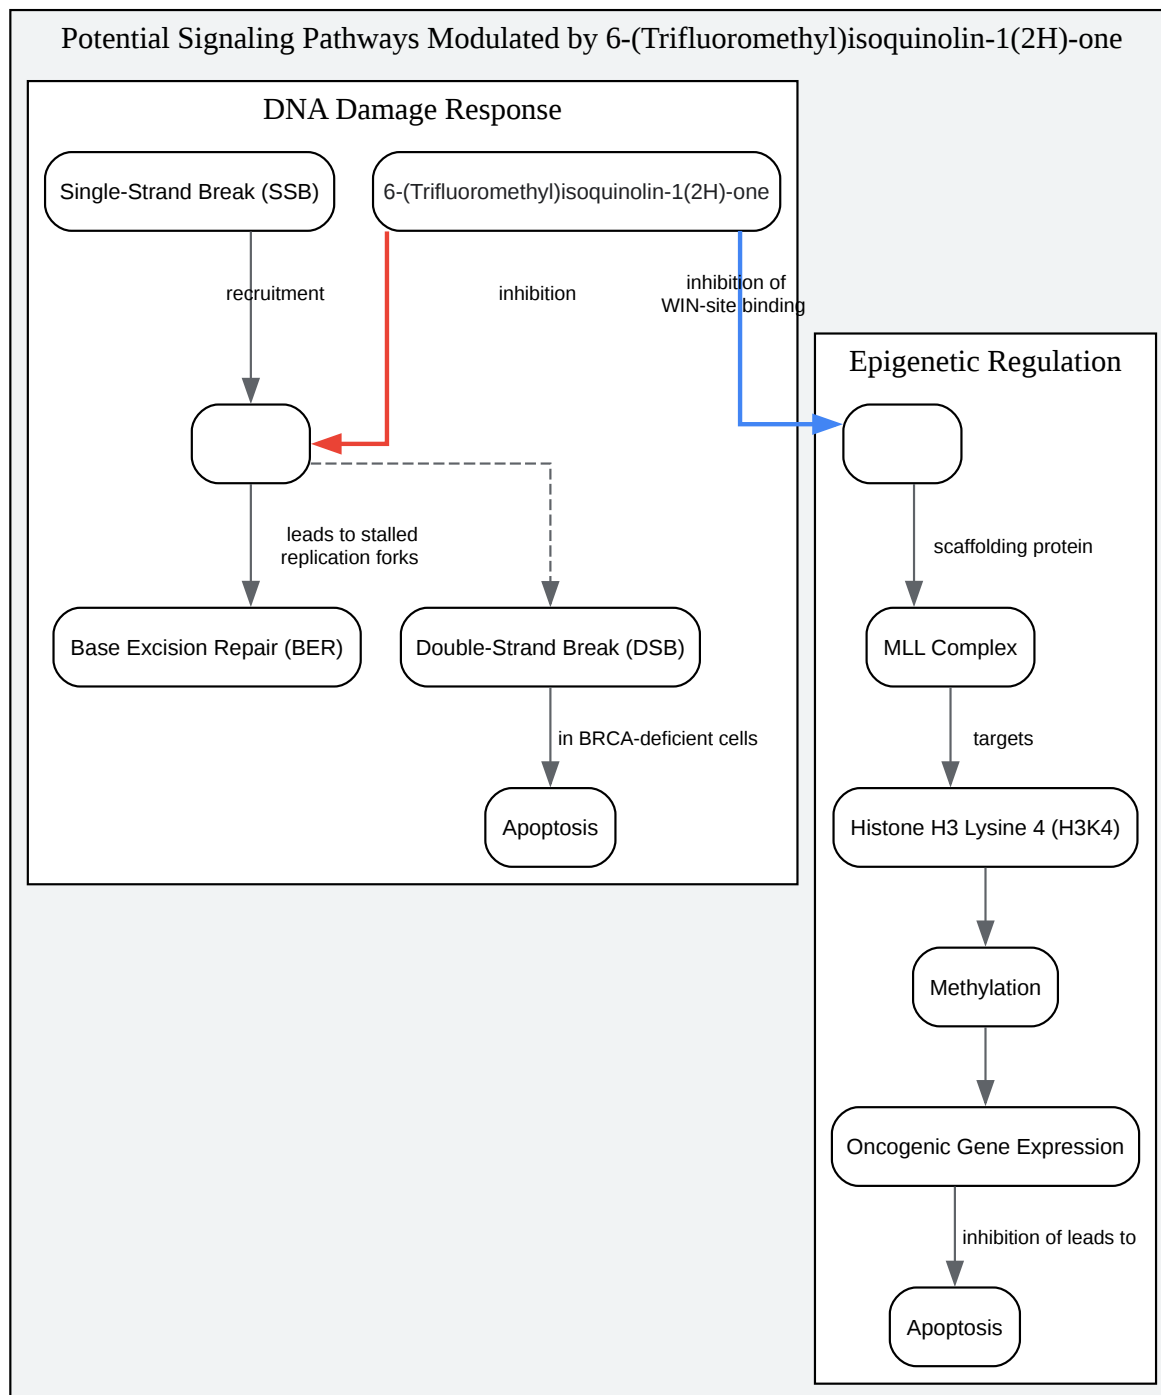 Potential Signaling Pathways Modulated by 6-(Trifluoromethyl)isoquinolin-1(2H)-one
DNA Damage Response
Single-Strand Break (SSB)
6-(Trifluoromethyl)isoquinolin-1(2H)-one
recruitment
inhibition
inhibition of
WIN-site binding
leads to stalled
replication forks
Base Excision Repair (BER)
Double-Strand Break (DSB)
in BRCA-deficient cells
Apoptosis
Epigenetic Regulation
scaffolding protein
MLL Complex
targets
Histone H3 Lysine 4 (H3K4)
Methylation
Oncogenic Gene Expression
inhibition of leads to
Apoptosis